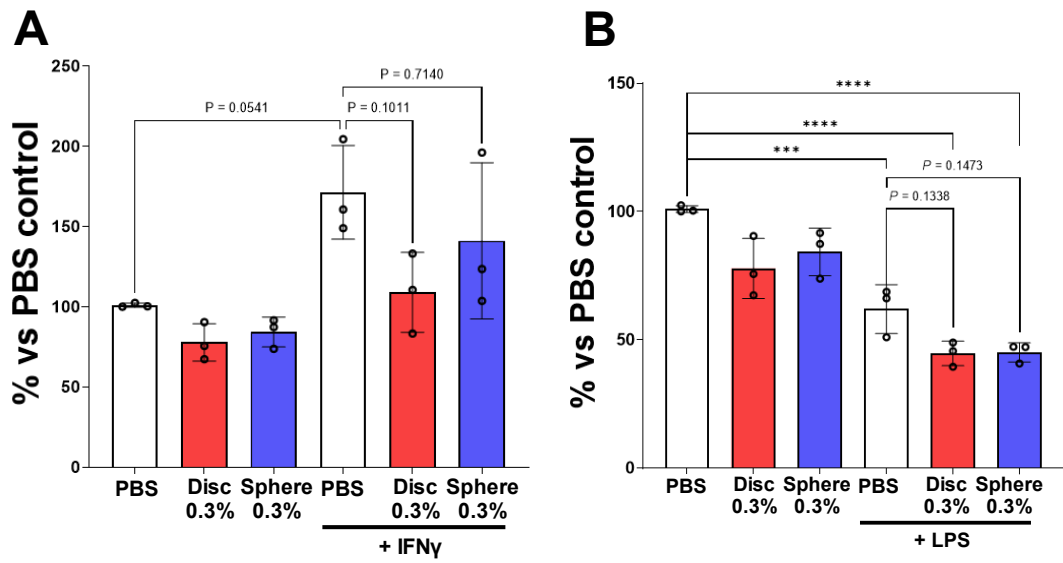 A
% vs PBS control
250
200
150
100
50
0
P = 0.7140
P = 0.0541
P = 0.1011
PBS Disc Sphere PBS Disc Sphere
0.3% 0.3% 0.3% 0.3%
+ IFNγ
B
% vs PBS control
150
100
50
0
****
****
***
P = 0.1473
P = 0.1338
PBS Disc Sphere PBS Disc Sphere
0.3% 0.3% 0.3% 0.3%
+ LPS